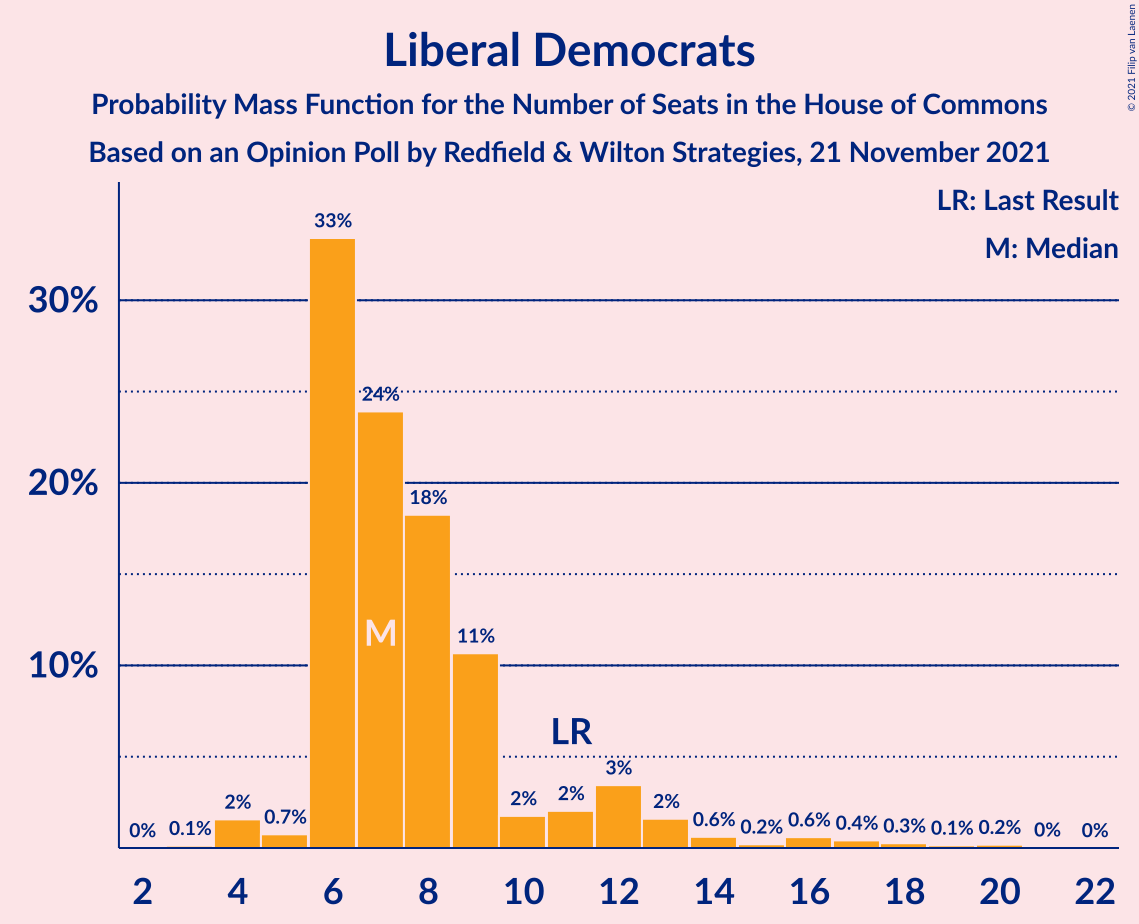 © 2021 Filip van Laenen
Liberal Democrats
Probability Mass Function for the Number of Seats in the House of Commons
Based on an Opinion Poll by Redfield & Wilton Strategies, 21 November 2021
LR: Last Result
M: Median
30%
20%
10%
0%
0.1%
2%
0.7%
33%
24%
18%
11%
2%
2%
3%
2%
0.6%
0.2%
0.6%
0.4%
0.3%
0.1%
0.2%
0%
0%
M
LR
2 4 6 8 10 12 14 16 18 20 22